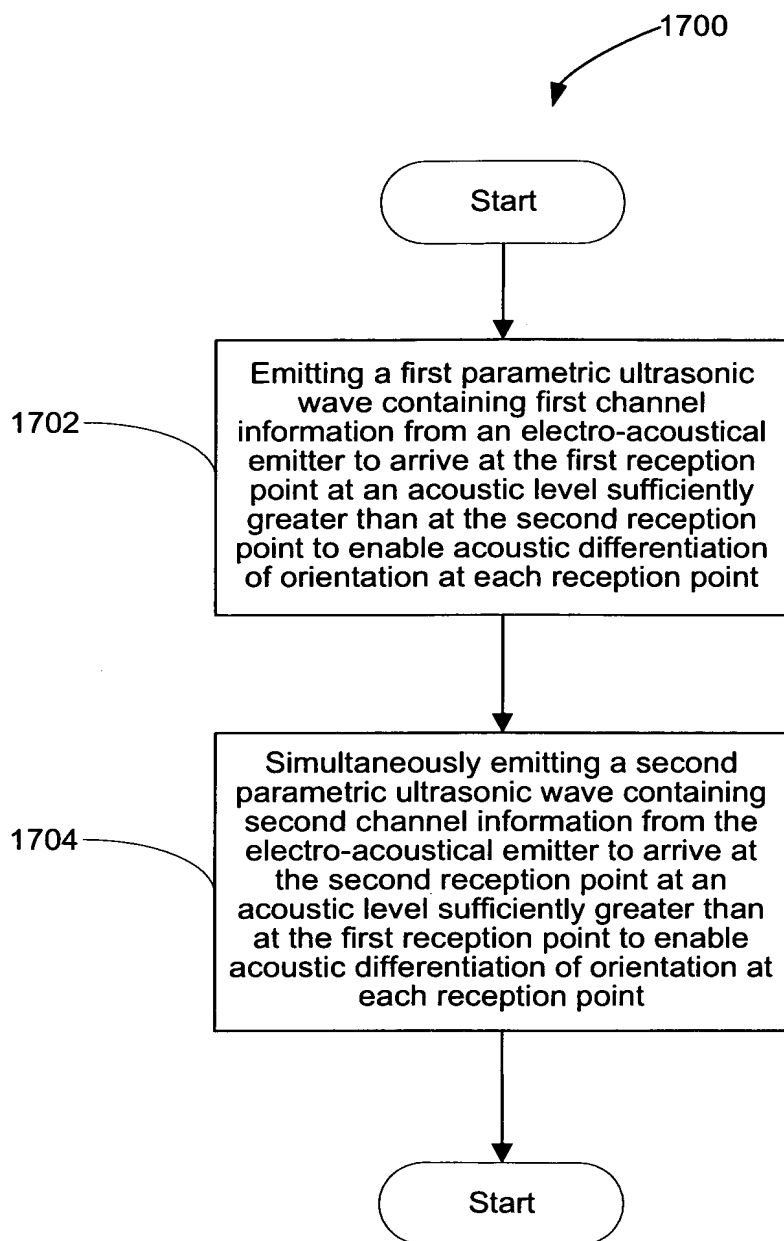 1700
Start
Emitting a first parametric ultrasonic
wave containing first channel
information from an electro-acoustical
emitter to arrive at the first reception
point at an acoustic level sufficiently
greater than at the second reception
point to enable acoustic differentiation
of orientation at each reception point
1702
Simultaneously emitting a second
parametric ultrasonic wave containing
second channel information from the
electro-acoustical emitter to arrive at
the second reception point at an
acoustic level sufficiently greater than
at the first reception point to enable
acoustic differentiation of orientation at
each reception point
1704
Start